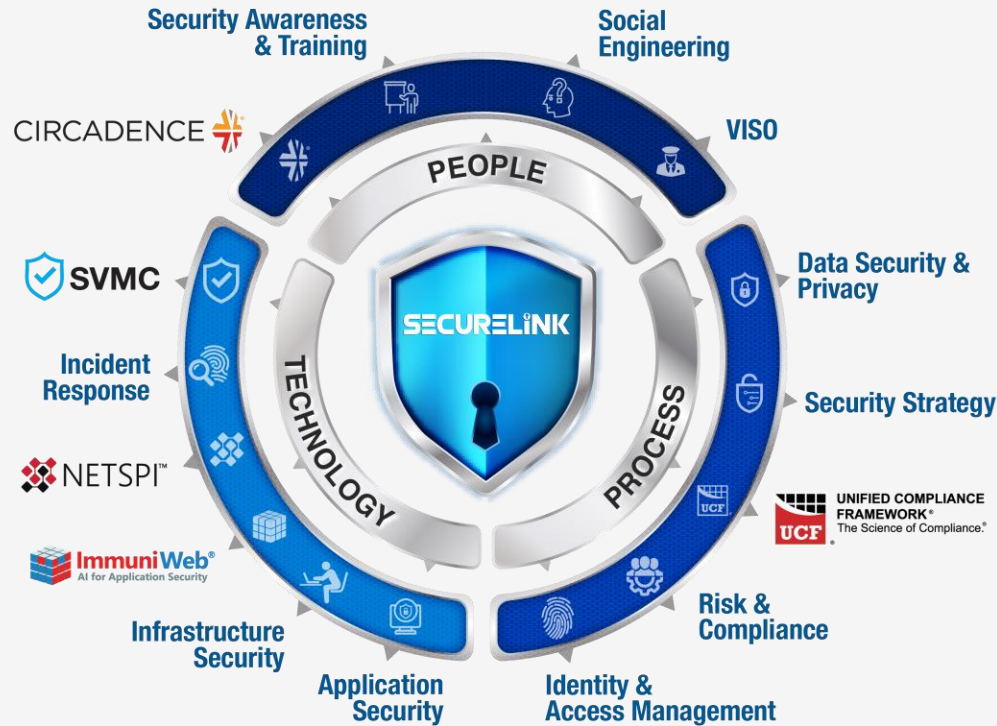 Security Awareness
& Training
Social
Engineering
CIRCADENCE
VISO
PEOPLE
SVMC
Data Security &
Privacy
SECURELINK
Incident
Response
TECHNOLOGY
PROCESS
Security Strategy
NETSPI™
UCF
UCF
UNIFIED COMPLIANCE
FRAMEWORK®
The Science of Compliance.®
ImmuniWeb®
AI for Application Security
Infrastructure
Security
Risk &
Compliance
Application
Security
Identity &
Access Management